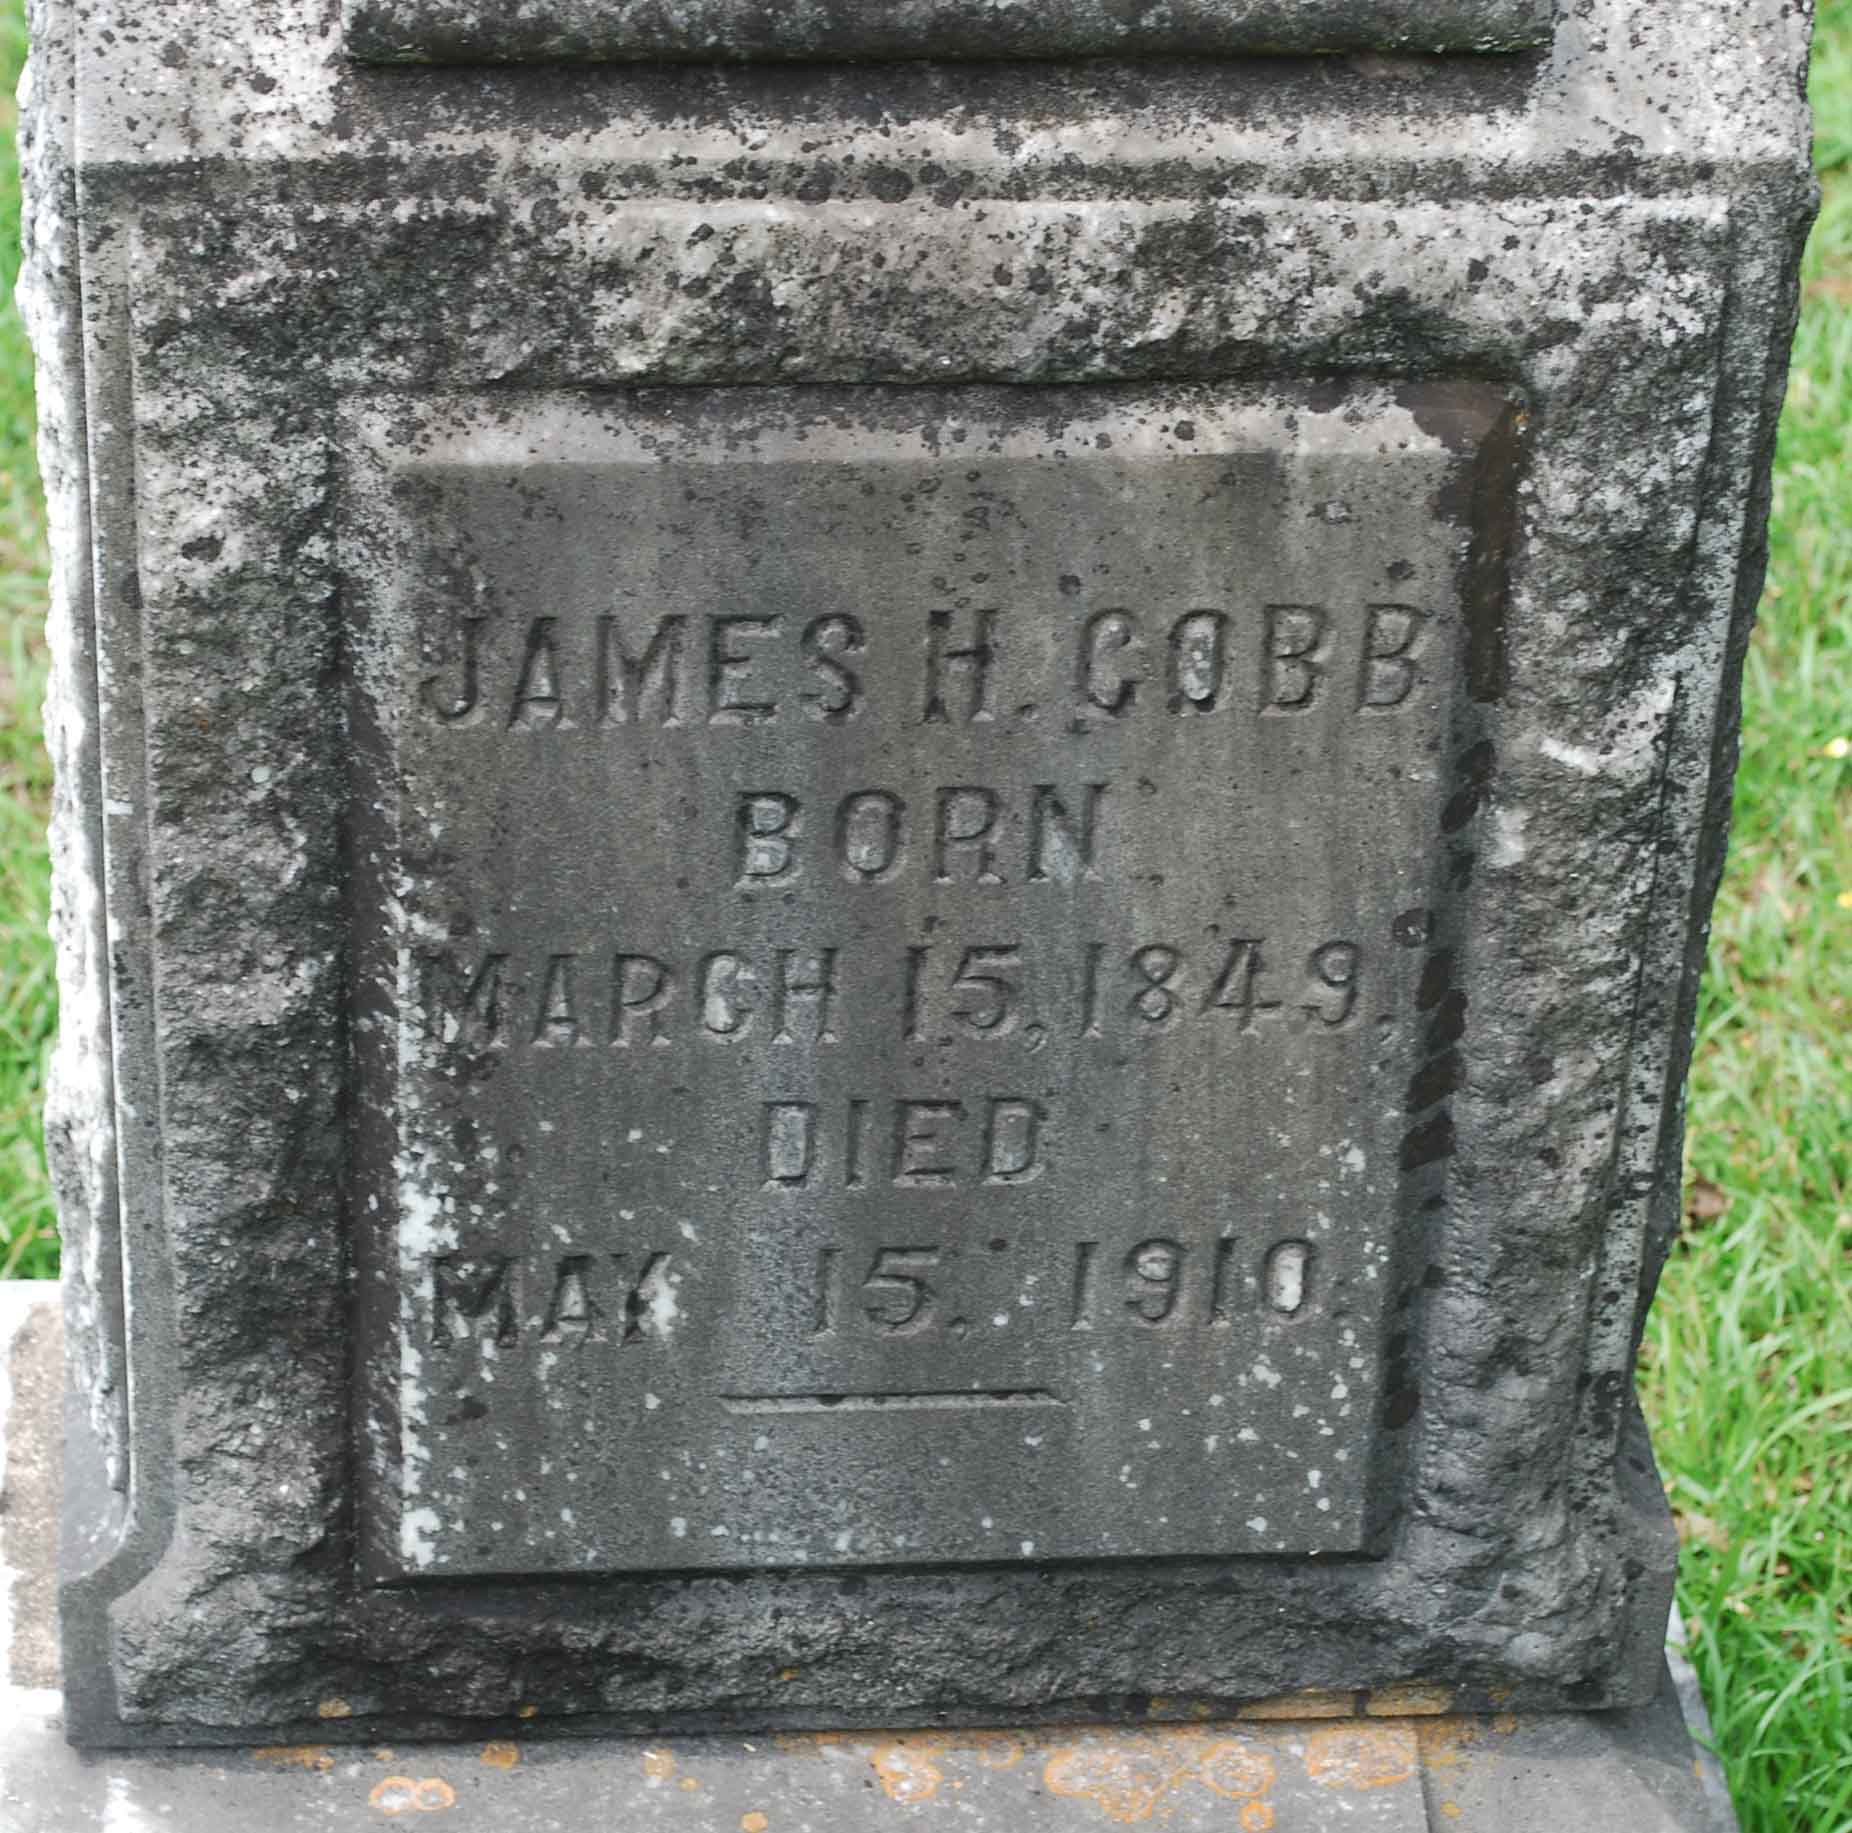 JAMES H. COBB
BORN
MARCH 15, 1849.
DIED
MAY 15, 1910.